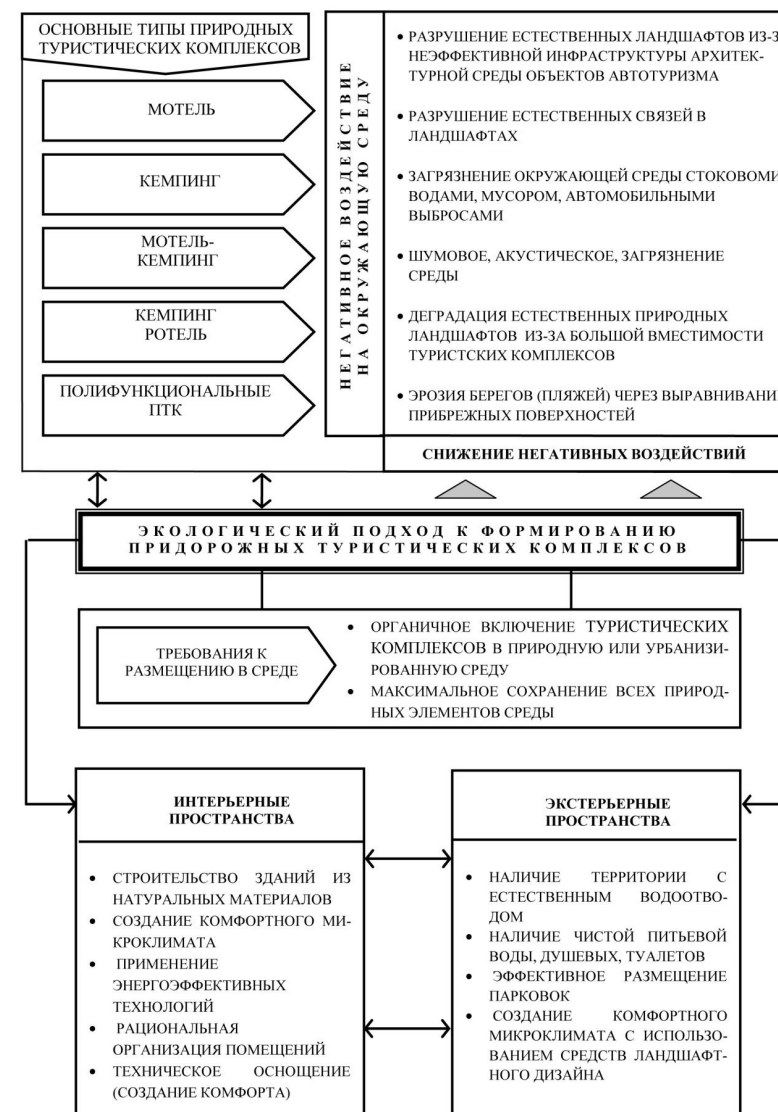 ОСНОВНЫЕ ТИПЫ ПРИРОДНЫХ
ТУРИСТИЧЕСКИХ КОМПЛЕКСОВ
МОТЕЛЬ
КЕМПИНГ
МОТЕЛЬ-
КЕМПИНГ
КЕМПИНГ
РОТЕЛЬ
ПОЛИФУНКЦИОНАЛЬНЫЕ
ПТК
НЕГАТИВНОЕ ВОЗДЕЙСТВИЕ
НА ОКРУЖАЮЩУЮ СРЕДУ
• РАЗРУШЕНИЕ ЕСТЕСТВЕННЫХ ЛАНДШАФТОВ ИЗ-З
НЕЭФФЕКТИВНОЙ ИНФРАСТРУКТУРЫ АРХИТЕК-
ТУРНОЙ СРЕДЫ ОБЪЕКТОВ АВТОТУРИЗМА
• РАЗРУШЕНИЕ ЕСТЕСТВЕННЫХ СВЯЗЕЙ В
ЛАНДШАФТАХ
• ЗАГРЯЗНЕНИЕ ОКРУЖАЮЩЕЙ СРЕДЫ СТОКОВОМИ
ВОДАМИ, МУСОРОМ, АВТОМОБИЛЬНЫМИ
ВЫБРОСАМИ
• ШУМОВОЕ, АКУСТИЧЕСКОЕ, ЗАГРЯЗНЕНИЕ
СРЕДЫ
• ДЕГРАДАЦИЯ ЕСТЕСТВЕННЫХ ПРИРОДНЫХ
ЛАНДШАФТОВ ИЗ-ЗА БОЛЬШОЙ ВМЕСТИМОСТИ
ТУРИСТСКИХ КОМПЛЕКСОВ
• ЭРОЗИЯ БЕРЕГОВ (ПЛЯЖЕЙ) ЧЕРЕЗ ВЫРАВНИВАНИ
ПРИБРЕЖНЫХ ПОВЕРХНОСТЕЙ
СНИЖЕНИЕ НЕГАТИВНЫХ ВОЗДЕЙСТВИЙ
ЭКОЛОГИЧЕСКИЙ ПОДХОД К ФОРМИРОВАНИЮ
ПРИДОРОЖНЫХ ТУРИСТИЧЕСКИХ КОМПЛЕКСОВ
ТРЕБОВАНИЯ К
РАЗМЕЩЕНИЮ В СРЕДЕ
• ОРГАНИЧНОЕ ВКЛЮЧЕНИЕ ТУРИСТИЧЕСКИХ
КОМПЛЕКСОВ В ПРИРОДНУЮ ИЛИ УРБАНИЗИ-
РОВАННУЮ СРЕДУ
• МАКСИМАЛЬНОЕ СОХРАНЕНИЕ ВСЕХ ПРИРОД-
НЫХ ЭЛЕМЕНТОВ СРЕДЫ
ИНТЕРЬЕРНЫЕ
ПРОСТРАНСТВА
• СТРОИТЕЛЬСТВО ЗДАНИЙ ИЗ
НАТУРАЛЬНЫХ МАТЕРИАЛОВ
• СОЗДАНИЕ КОМФОРТНОГО МИ-
КРОКЛИМАТА
• ПРИМЕНЕНИЕ
ЭНЕРГОЭФФЕКТИВНЫХ
ТЕХНОЛОГИЙ
• РАЦИОНАЛЬНАЯ
ОРГАНИЗАЦИЯ ПОМЕЩЕНИЙ
• ТЕХНИЧЕСКОЕ ОСНОЩЕНИЕ
(СОЗДАНИЕ КОМФОРТА)
ЭКСТЕРЬЕРНЫЕ
ПРОСТРАНСТВА
• НАЛИЧИЕ ТЕРРИТОРИИ С
ЕСТЕСТВЕННЫМ ВОДООТВО-
ДОМ
• НАЛИЧИЕ ЧИСТОЙ ПИТЬЕВОЙ
ВОДЫ, ДУШЕВЫХ, ТУАЛЕТОВ
• ЭФФЕКТИВНОЕ РАЗМЕЩЕНИЕ
ПАРКОВОК
• СОЗДАНИЕ КОМФОРТНОГО
МИКРОКЛИМАТА С ИСПОЛЬЗО-
ВАНИЕМ СРЕДСТВ ЛАНДШАФТ-
НОГО ДИЗАЙНА